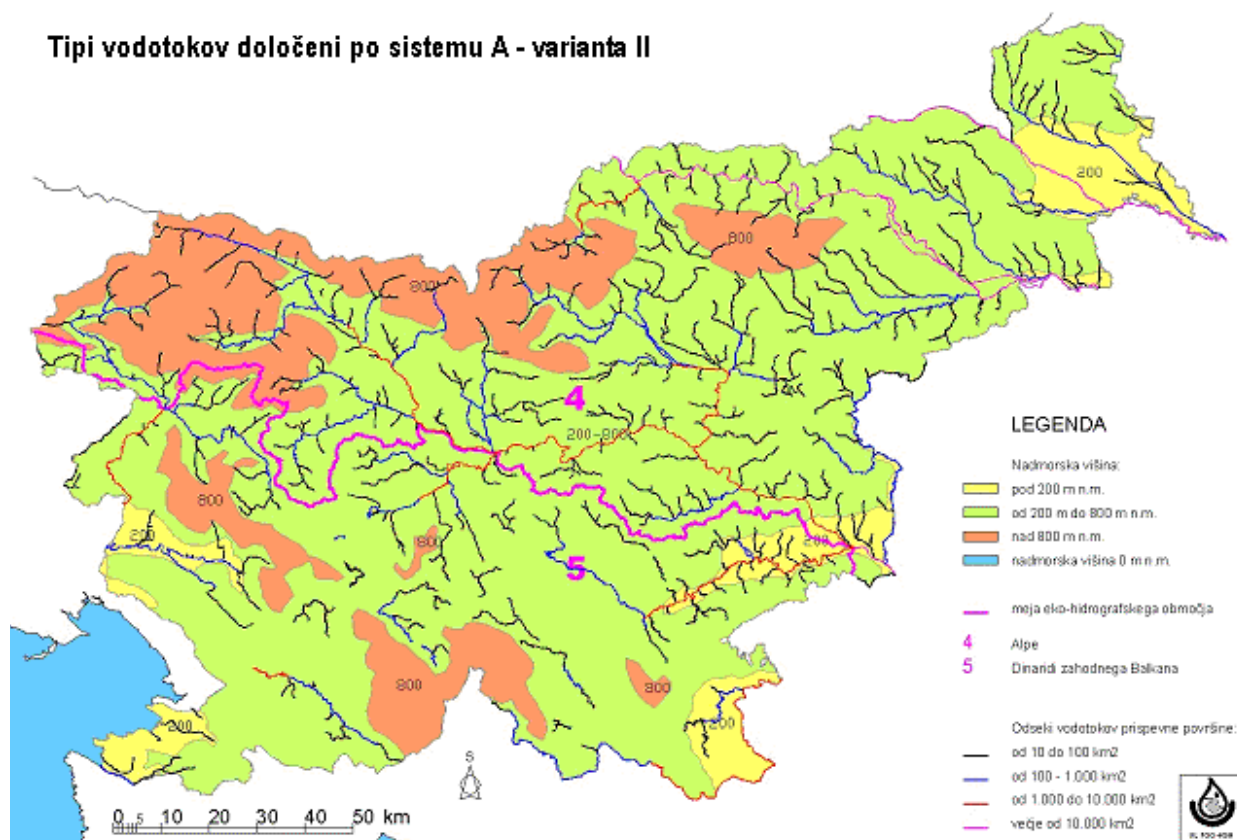 Tipi vodotokov določeni po sistemu A - varianta II
200
800
800
4
200-800
800
200
800
5
200
800
800
200
200
S
0 5 10 20 30 40 50 km
LEGENDA
Nadmorska višina:
pod 200 m n.m.
od 200 m do 800 m n.m.
nad 800 m n.m.
nadmorska višina 0 m n.m.
meja eko-hidrografskega območja
4 Alpe
5 Dinaridi zahodnega Balkana
Odseki vodotokov prispevne površine:
od 10 do 100 km2
od 100 - 1.000 km2
od 1.000 do 10.000 km2
večje od 10.000 km2